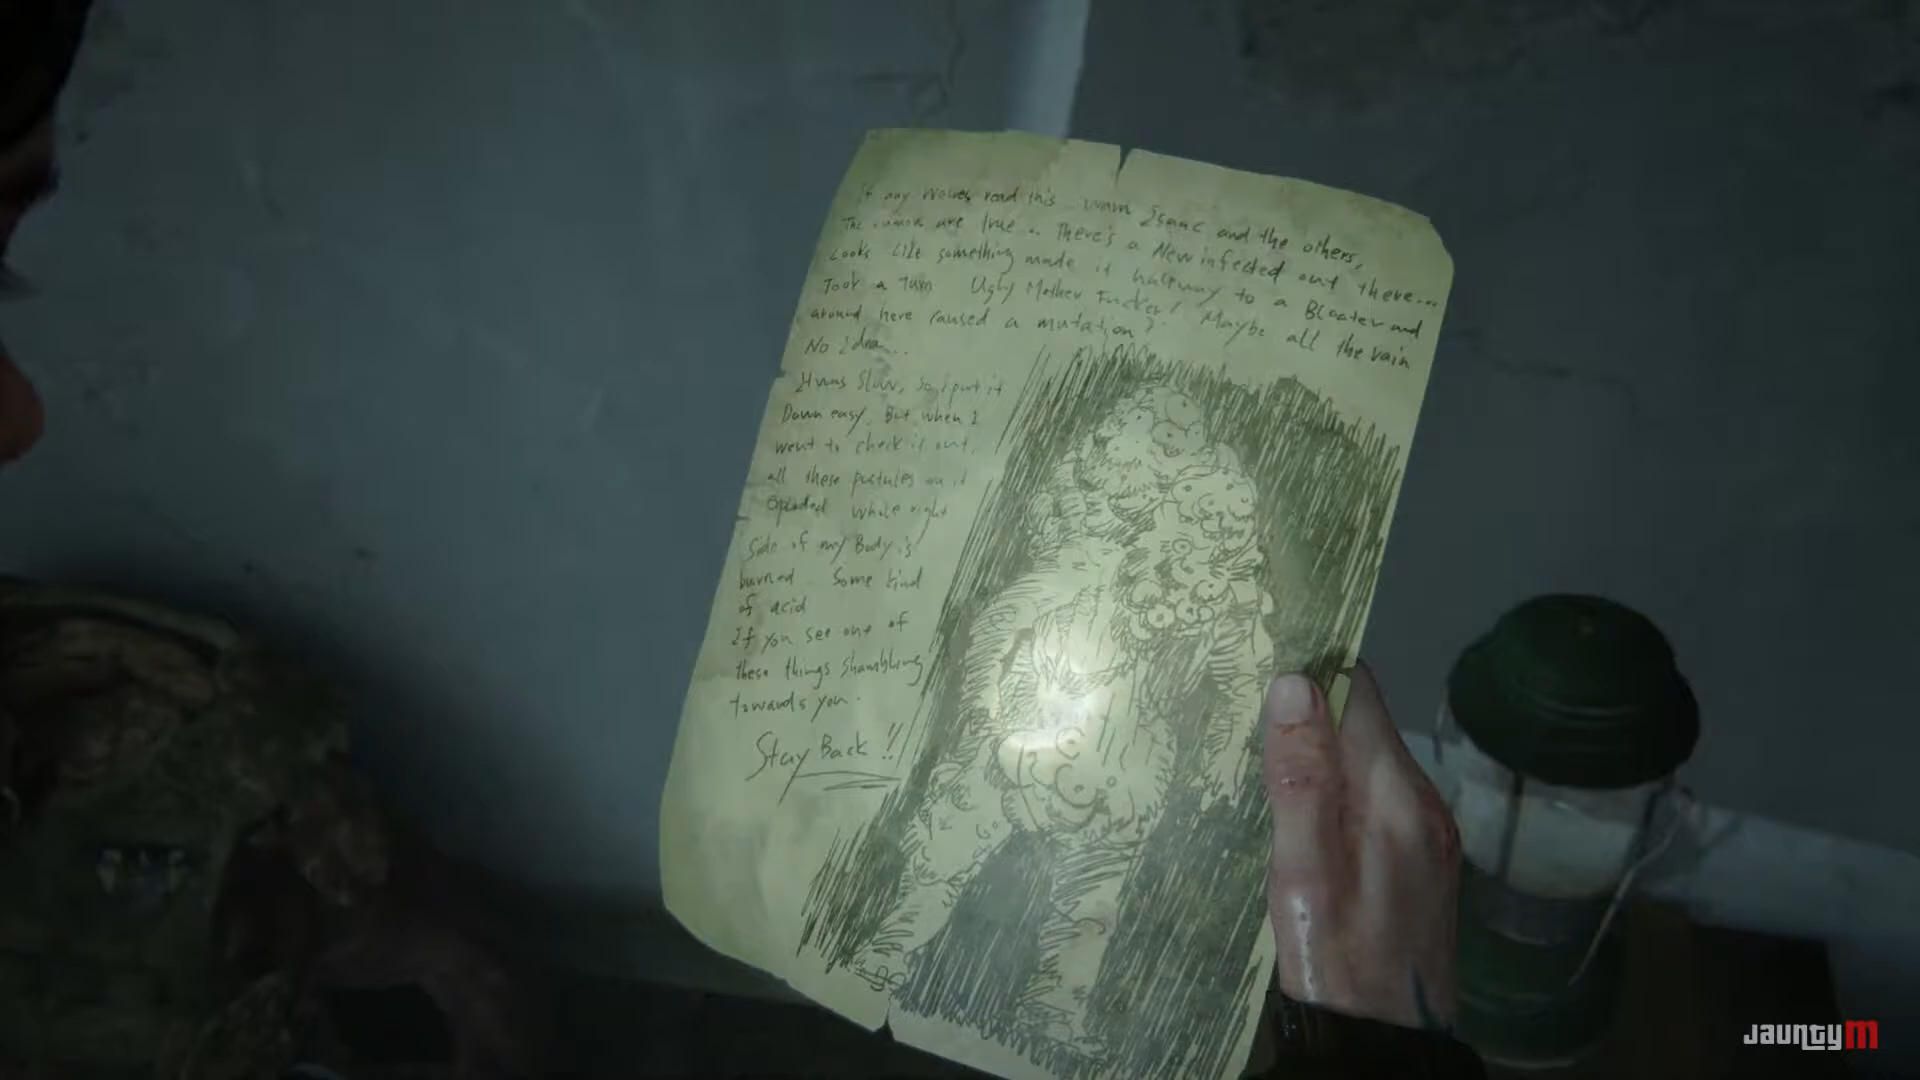 If any wolves read this warn Isaac and the others,
The rumors are true. There's a New infected out there...
Looks Like something made it halfway to a Bloater and
Took a Turn Ugly Mother Fucker! Maybe all the rain
around here caused a mutation?
No idea...
It was Slow, So I put it
Down easy, But when I
went to check it out,
all these pustules on it
Exploded whole right
Side of my Body is
burned Some kind
of acid
If you see one of
these things shambling
towards you.
Stay Back!!
JAUNTYM